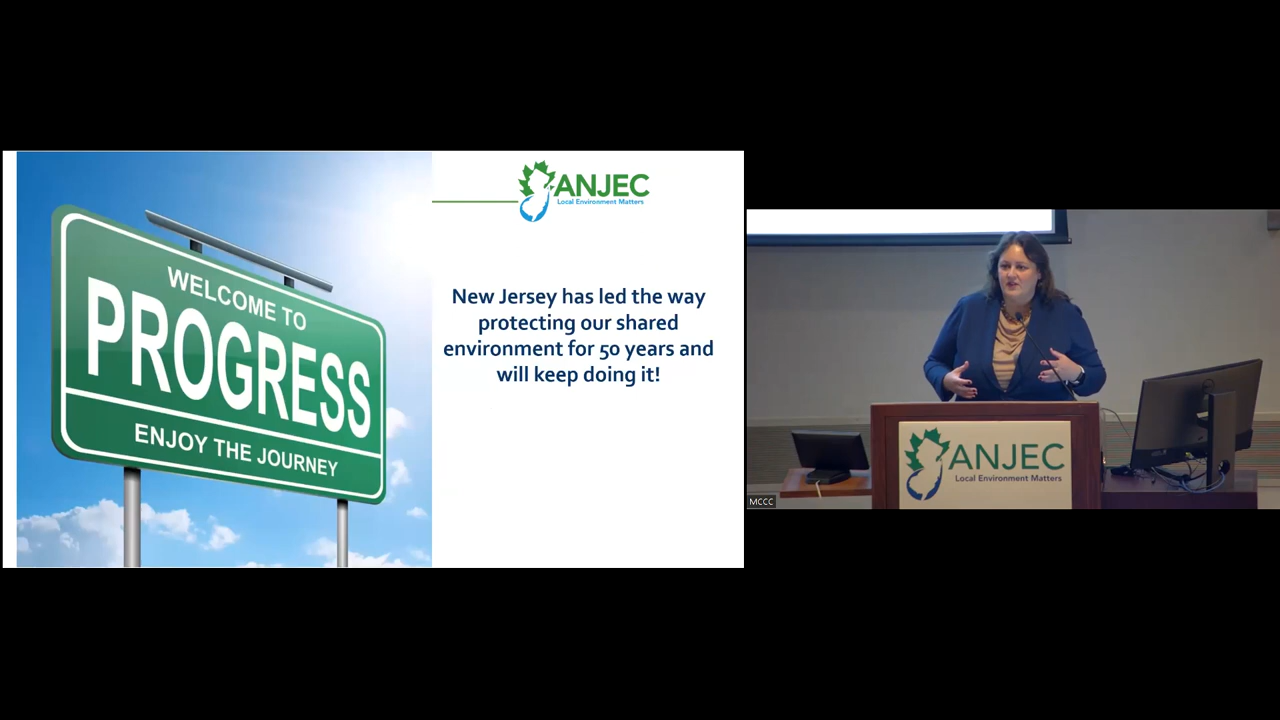 WELCOME TO
PROGRESS
ENJOY THE JOURNEY
ANJEC
Local Environment Matters
New Jersey has led the way
protecting our shared
environment for 50 years and
will keep doing it!
ANJEC
Local Environment Matters
MCCC